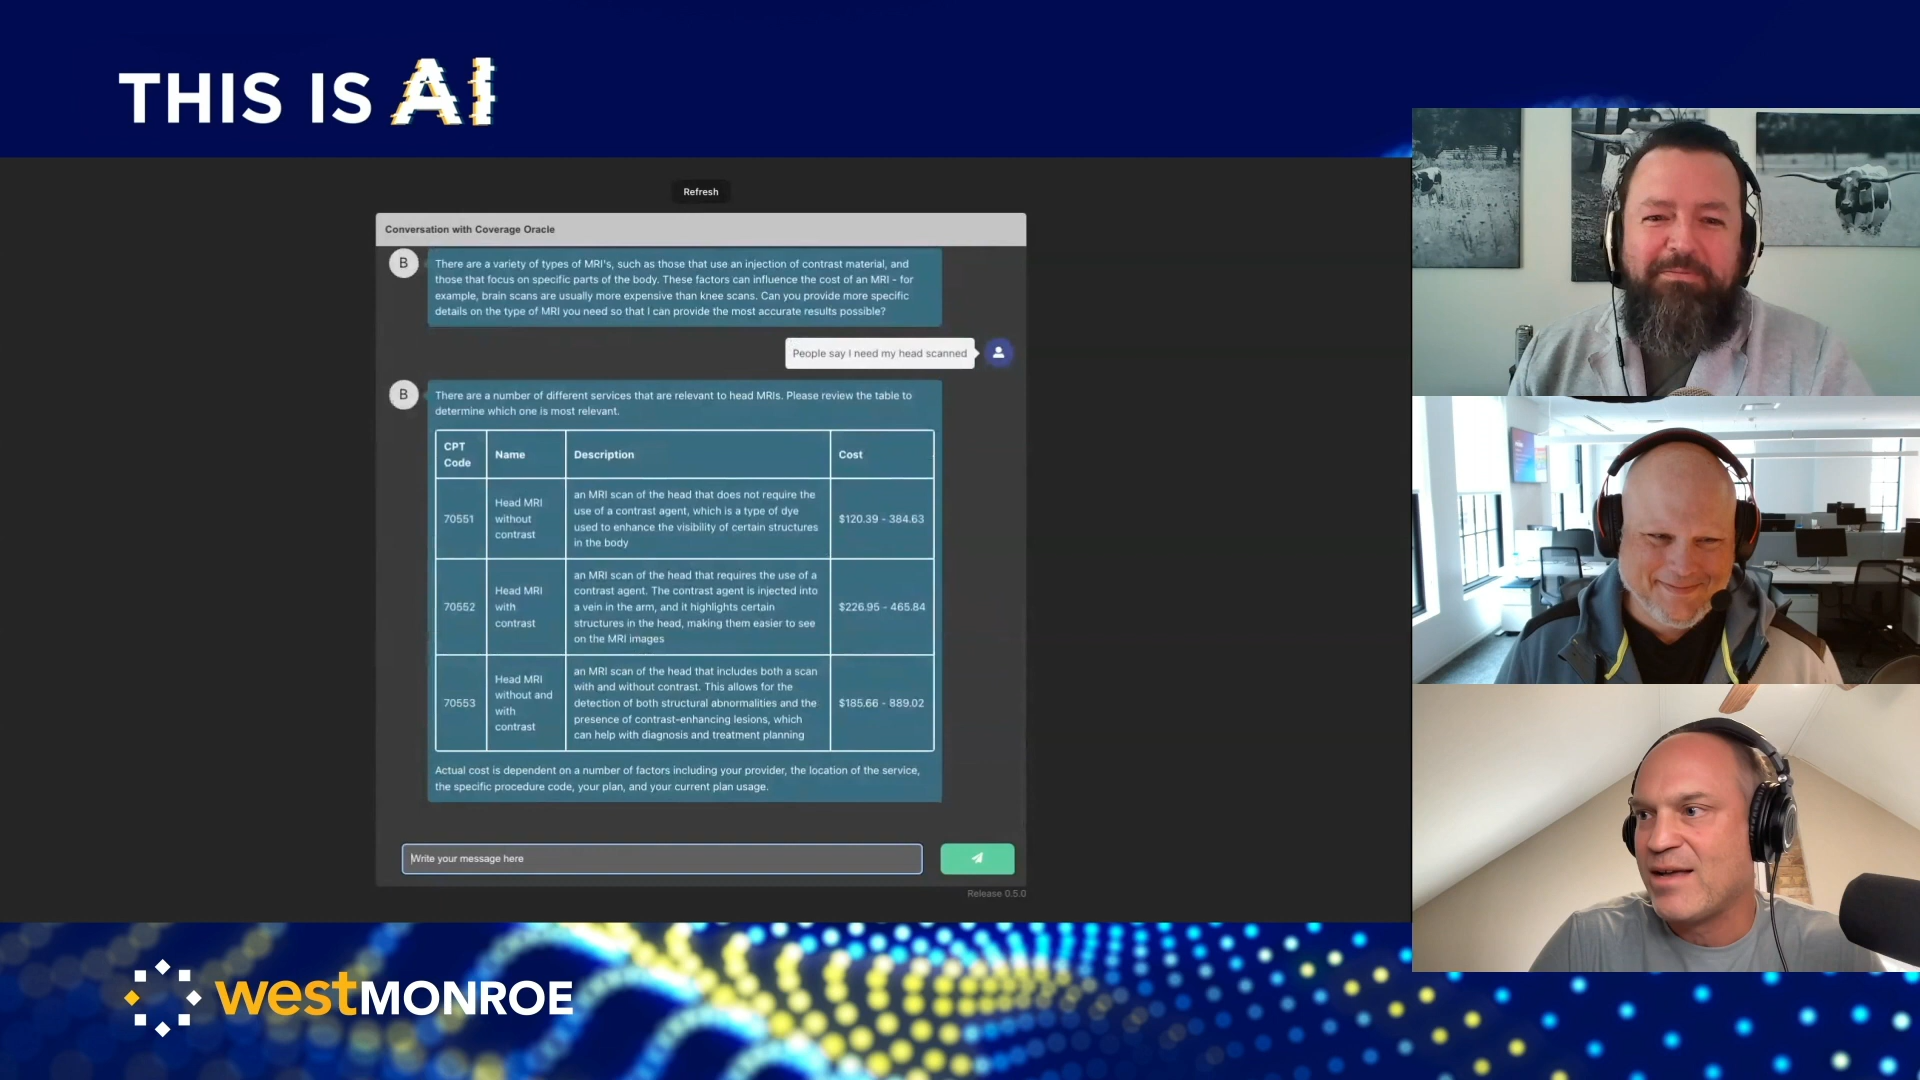 THIS IS AI
Refresh
Conversation with Coverage Oracle
B
There are a variety of types of MRI's, such as those that use an injection of contrast material, and
those that focus on specific parts of the body. These factors can influence the cost of an MRI - for
example, brain scans are usually more expensive than knee scans. Can you provide more specific
details on the type of MRI you need so that I can provide the most accurate results possible?
People say I need my head scanned
B
There are a number of different services that are relevant to head MRIs. Please review the table to
determine which one is most relevant.
CPT
Code
Name
Description
Cost
70551
Head MRI
without
contrast
an MRI scan of the head that does not require the
use of a contrast agent, which is a type of dye
used to enhance the visibility of certain structures
in the body
$120.39 - 384.63
70552
Head MRI
with
contrast
an MRI scan of the head that requires the use of a
contrast agent. The contrast agent is injected into
a vein in the arm, and it highlights certain
structures in the head, making them easier to see
on the MRI images
$226.95 - 465.84
70553
Head MRI
without and
with
contrast
an MRI scan of the head that includes both a scan
with and without contrast. This allows for the
detection of both structural abnormalities and the
presence of contrast-enhancing lesions, which
can help with diagnosis and treatment planning
$185.66 - 889.02
Actual cost is dependent on a number of factors including your provider, the location of the service,
the specific procedure code, your plan, and your current plan usage.
Write your message here
Release 0.5.0
westMONROE